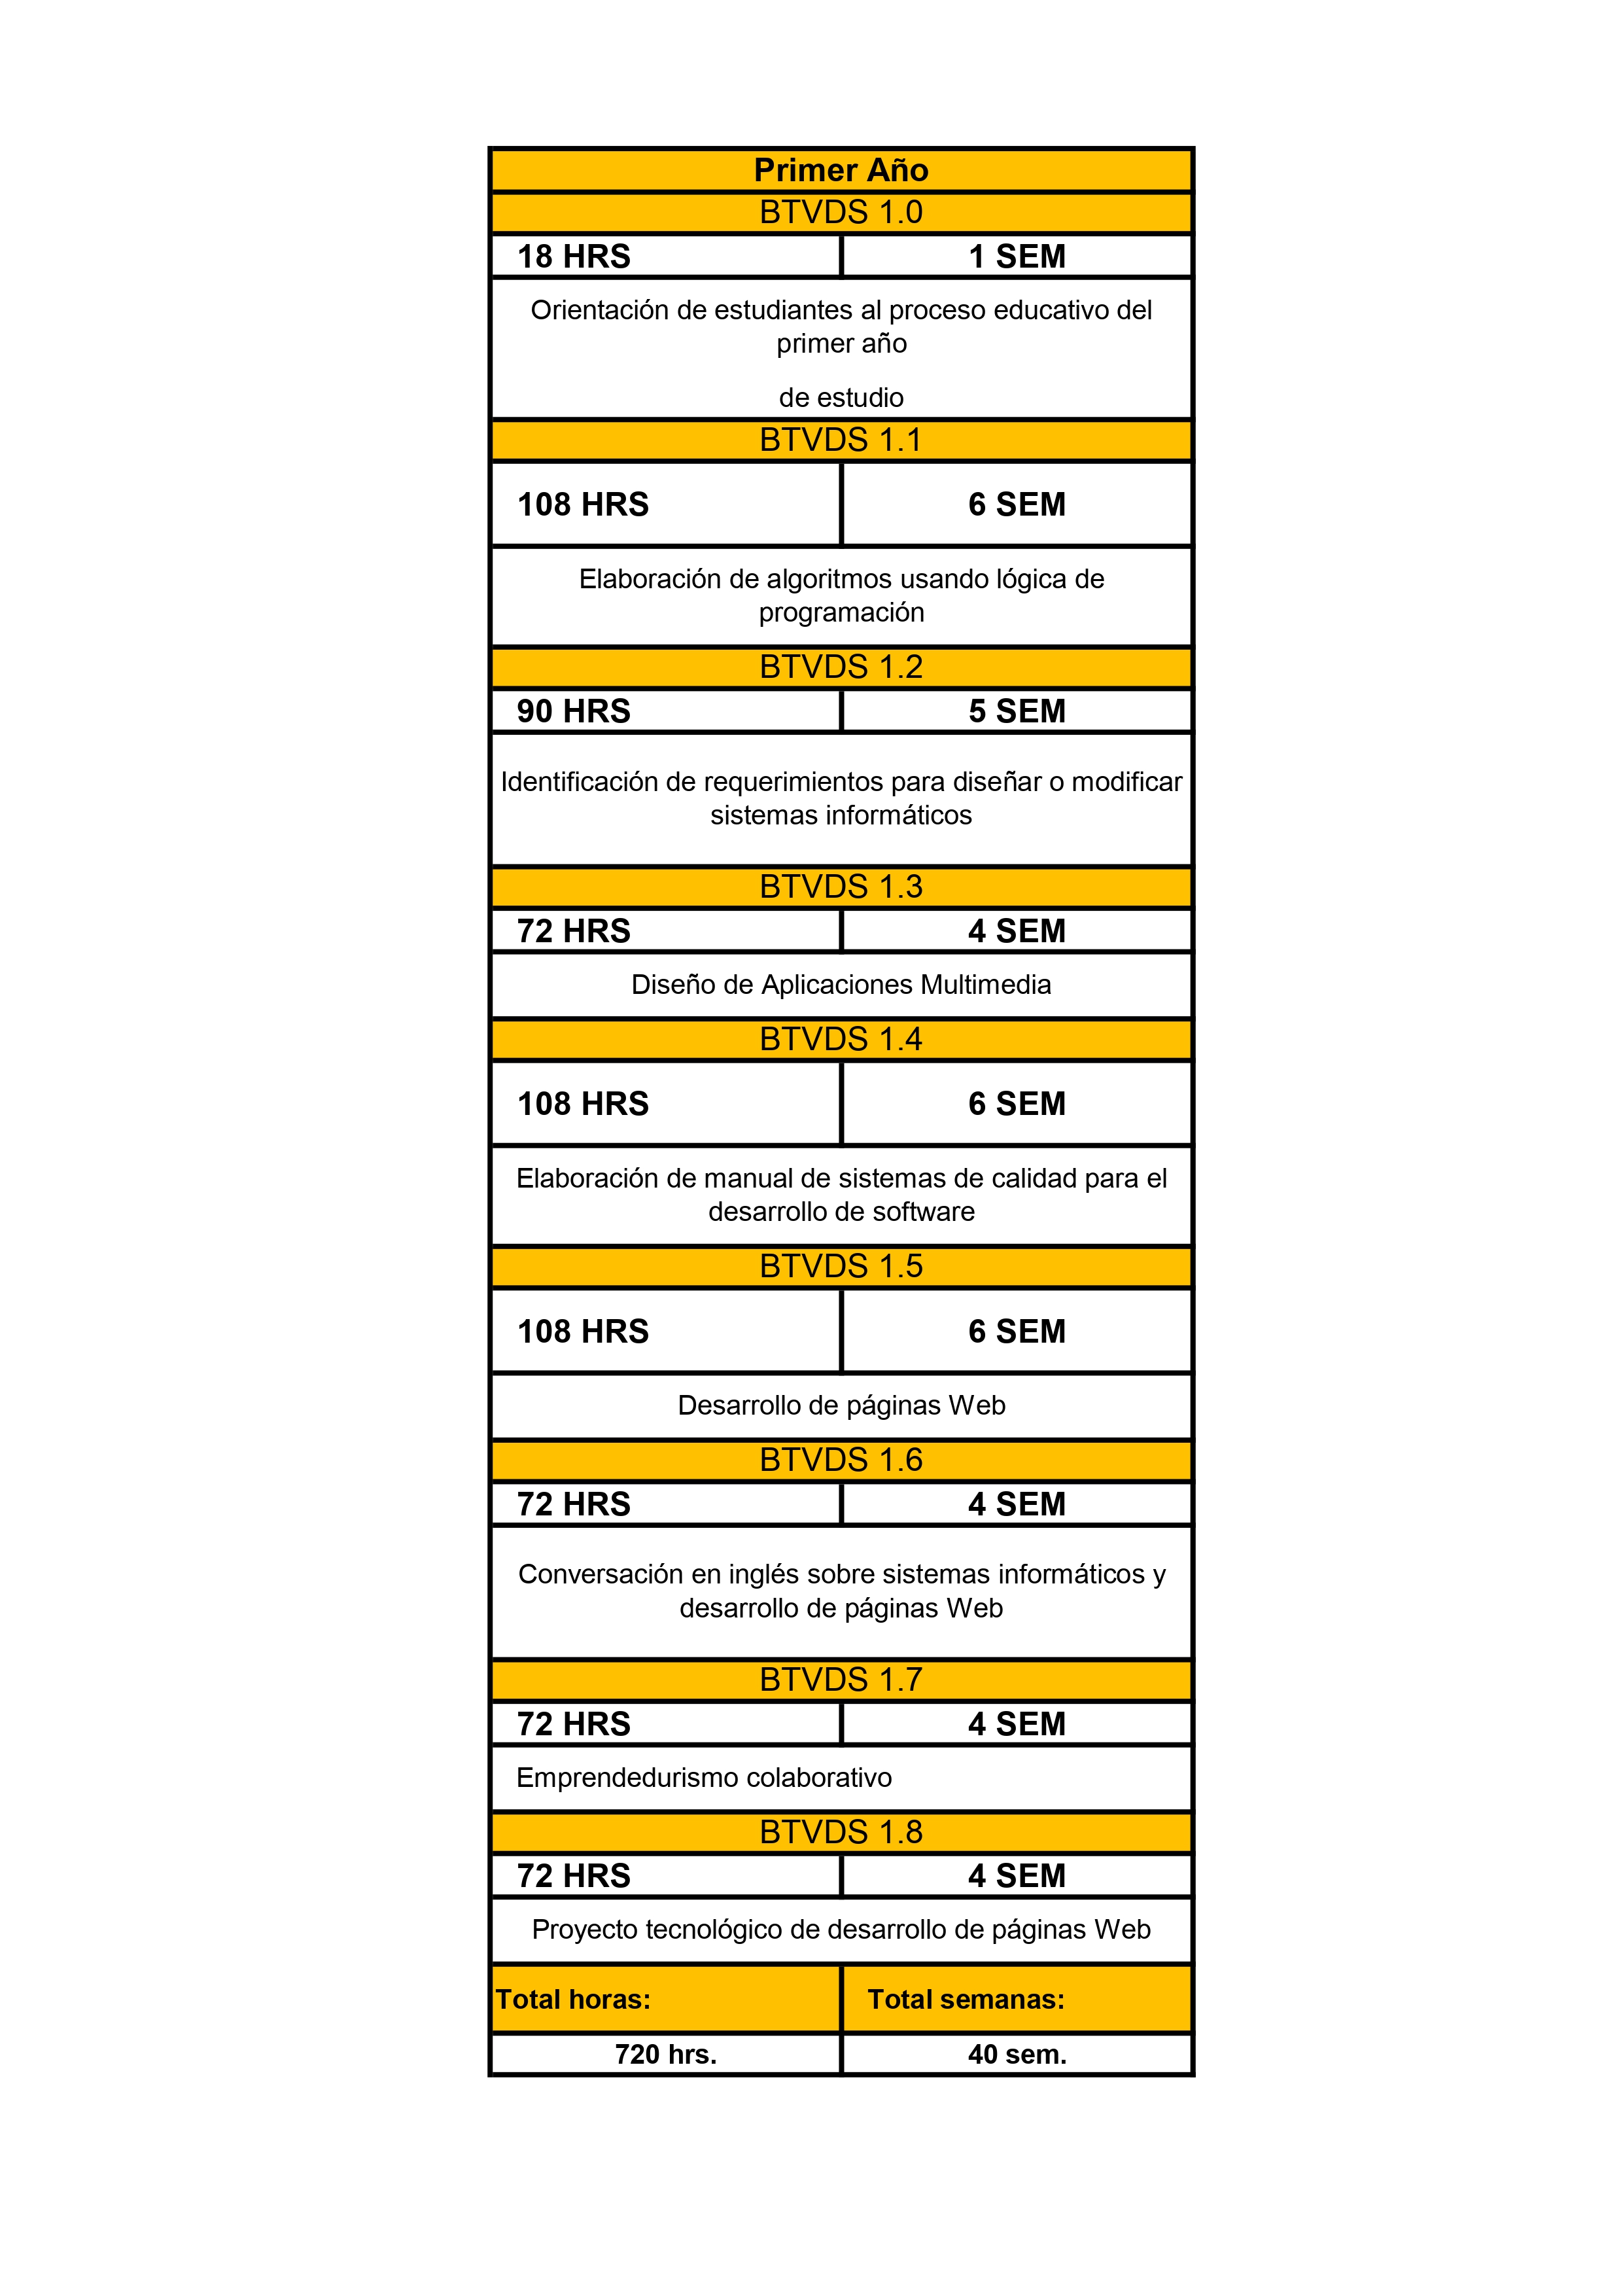 Primer Año
BTVDS 1.0
18 HRS
1 SEM
Orientación de estudiantes al proceso educativo del
primer año
de estudio
BTVDS 1.1
108 HRS
6 SEM
Elaboración de algoritmos usando lógica de
programación
BTVDS 1.2
90 HRS
5 SEM
Identificación de requerimientos para diseñar o modificar
sistemas informáticos
BTVDS 1.3
72 HRS
4 SEM
Diseño de Aplicaciones Multimedia
BTVDS 1.4
108 HRS
6 SEM
Elaboración de manual de sistemas de calidad para el
desarrollo de software
BTVDS 1.5
108 HRS
6 SEM
Desarrollo de páginas Web
BTVDS 1.6
72 HRS
4 SEM
Conversación en inglés sobre sistemas informáticos y
desarrollo de páginas Web
BTVDS 1.7
72 HRS
4 SEM
Emprendedurismo colaborativo
BTVDS 1.8
72 HRS
4 SEM
Proyecto tecnológico de desarrollo de páginas Web
Total horas:
Total semanas:
720 hrs.
40 sem.